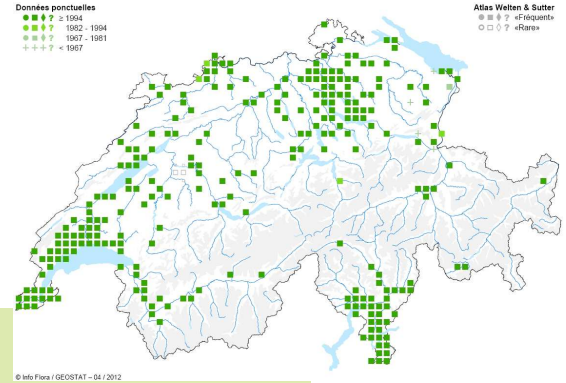 Données ponctuelles
? ≥ 1994
? 1982 - 1994
? 1967 - 1981
+++? < 1967
Atlas Welten & Sutter
? «Fréquent»
? «Rare»
© Info Flora / GEOSTAT – 04 / 2012